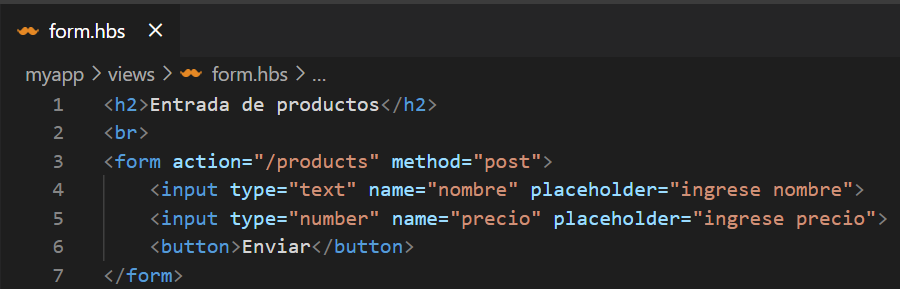 form.hbs ×
myapp > views > form.hbs > ...
1 <h2>Entrada de productos</h2>
2 <br>
3 <form action="/products" method="post">
4 <input type="text" name="nombre" placeholder="ingrese nombre">
5 <input type="number" name="precio" placeholder="ingrese precio">
6 <button>Enviar</button>
7 </form>